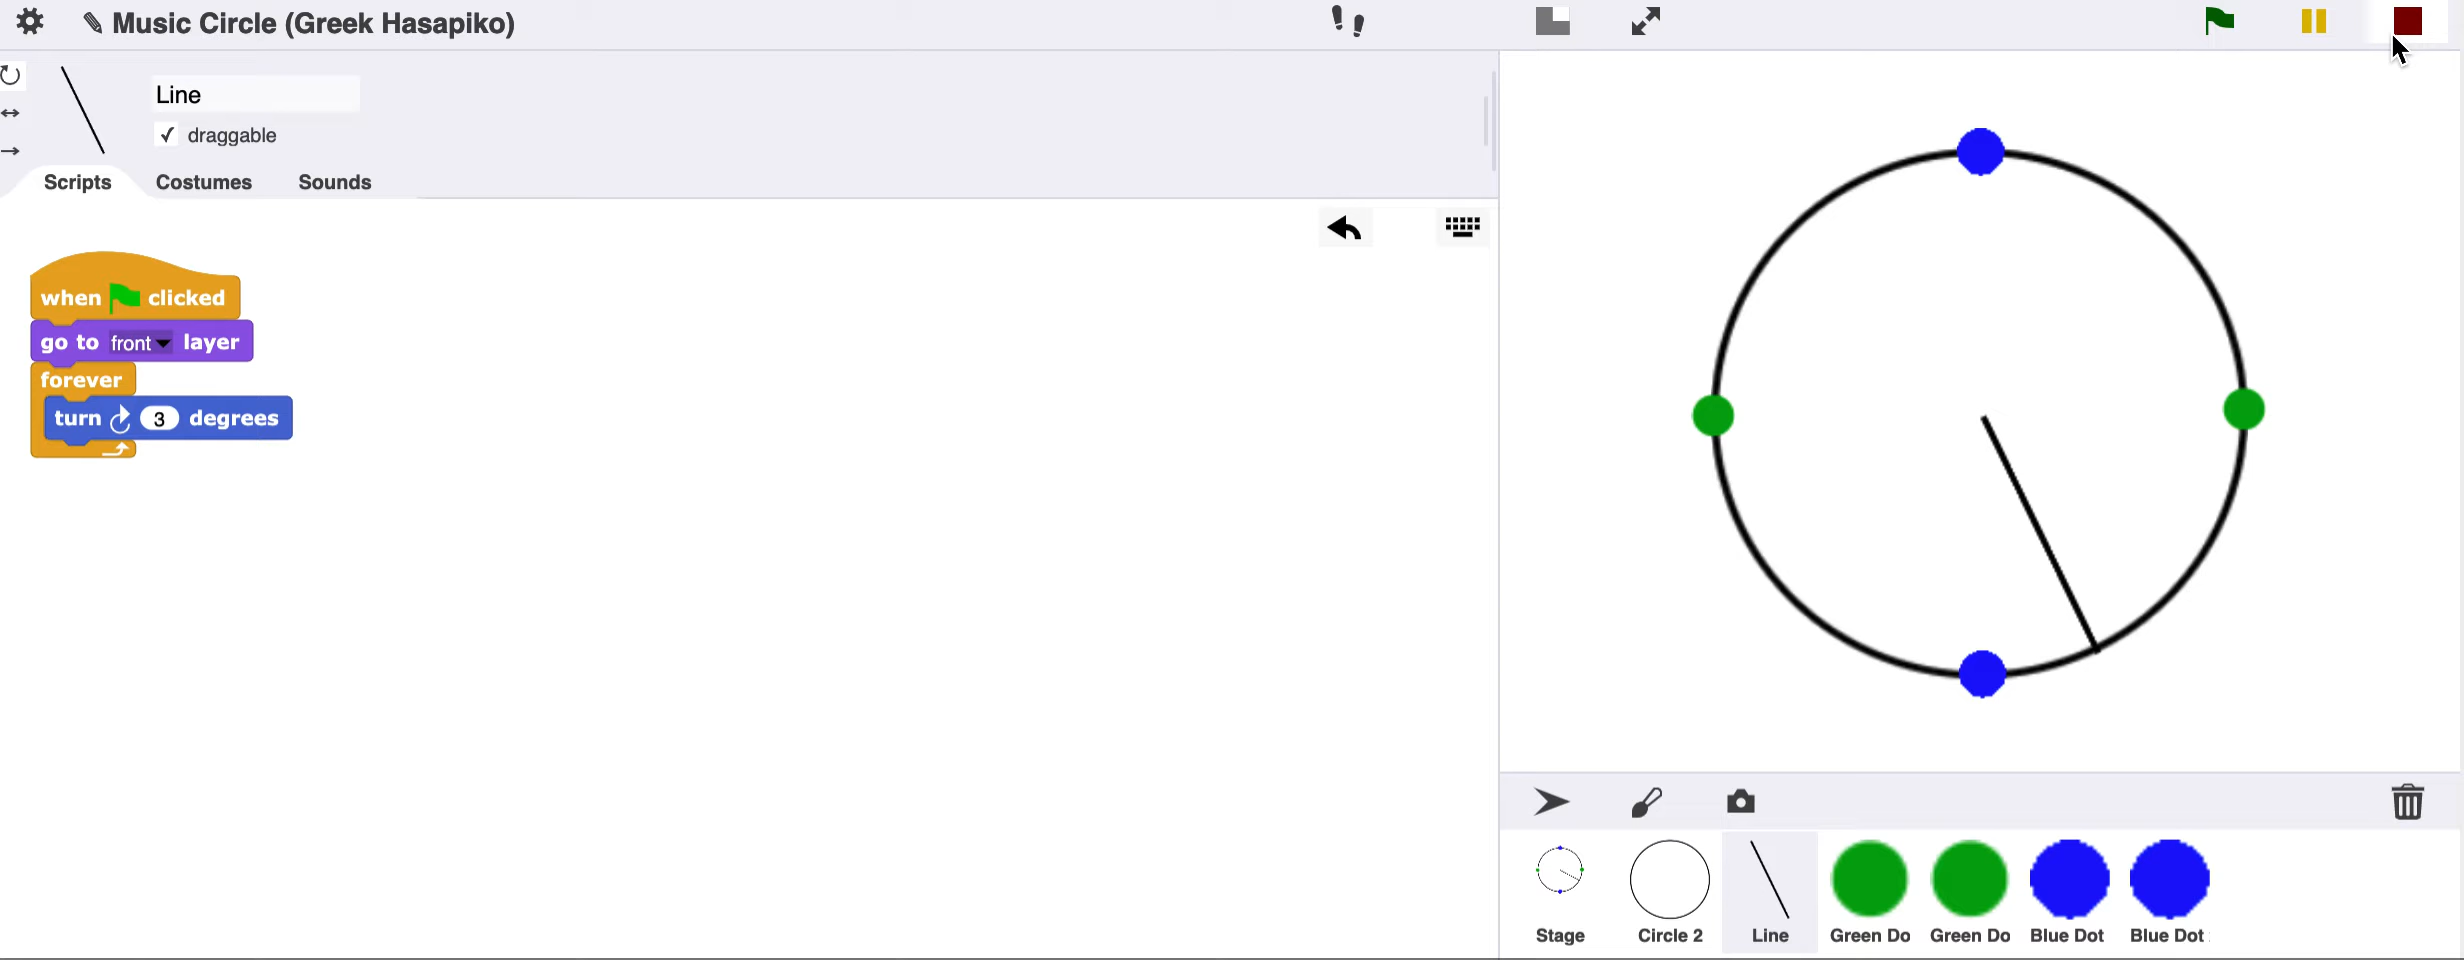 Music Circle (Greek Hasapiko)
Line
draggable
Scripts Costumes Sounds
when clicked
go to front layer
forever
turn 3 degrees
Stage Circle 2 Line Green Do Green Do Blue Dot Blue Dot